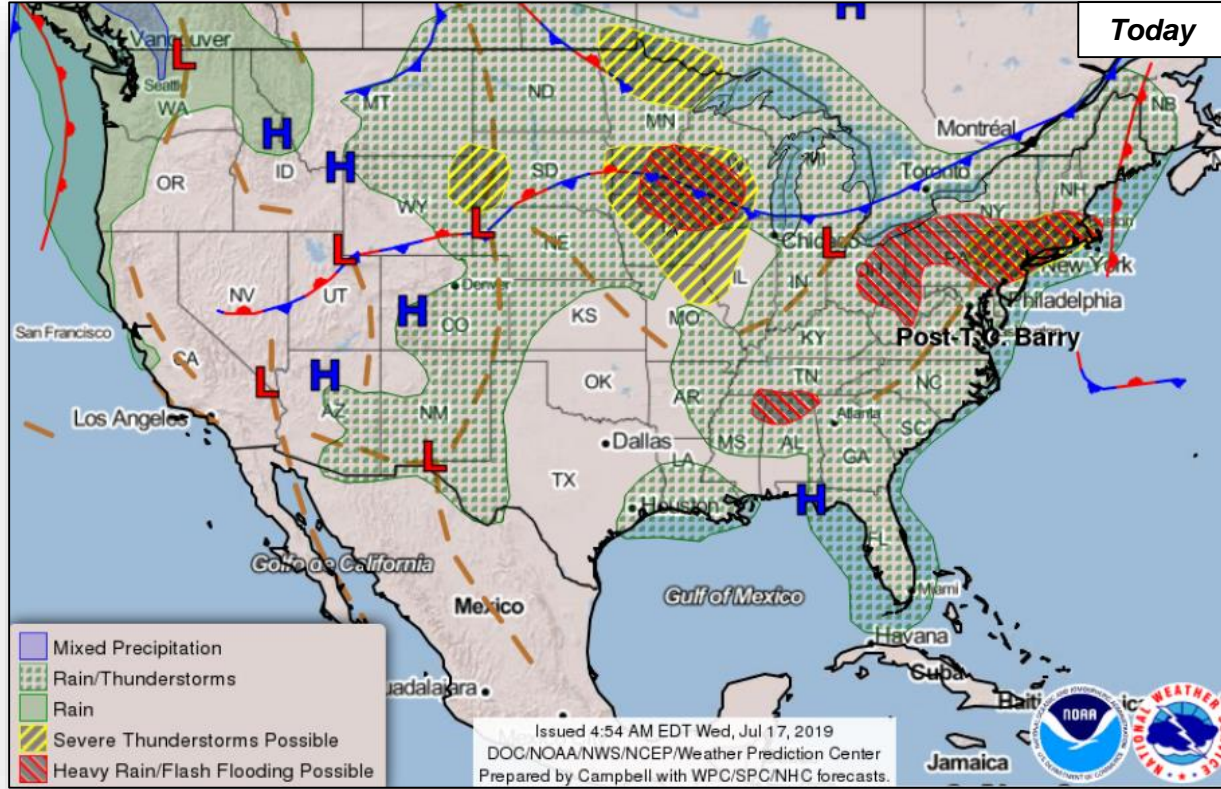 Today
Vancouver
Seattle
WA
MT
ND
MN
Montréal
NB
OR
ID
SD
WY
MI
Toronto
NH
NY
NE
IA
Chicago
OH
PA
New York
Philadelphia
NV
UT
Denver
CO
KS
MO
IL
IN
KY
Post-T.C. Barry
San Francisco
CA
AZ
NM
OK
AR
TN
NC
Los Angeles
Dallas
MS
AL
Atlanta
SC
GA
TX
LA
Houston
FL
Miami
Golfo de California
Mexico
Gulf of Mexico
Havana
Cuba
Jamaica
H
H
H
H
H
H
L
L
L
L
L
L
Mixed Precipitation
Rain/Thunderstorms
Rain
Severe Thunderstorms Possible
Heavy Rain/Flash Flooding Possible
Issued 4:54 AM EDT Wed, Jul 17, 2019
DOC/NOAA/NWS/NCEP/Weather Prediction Center
Prepared by Campbell with WPC/SPC/NHC forecasts.
NOAA